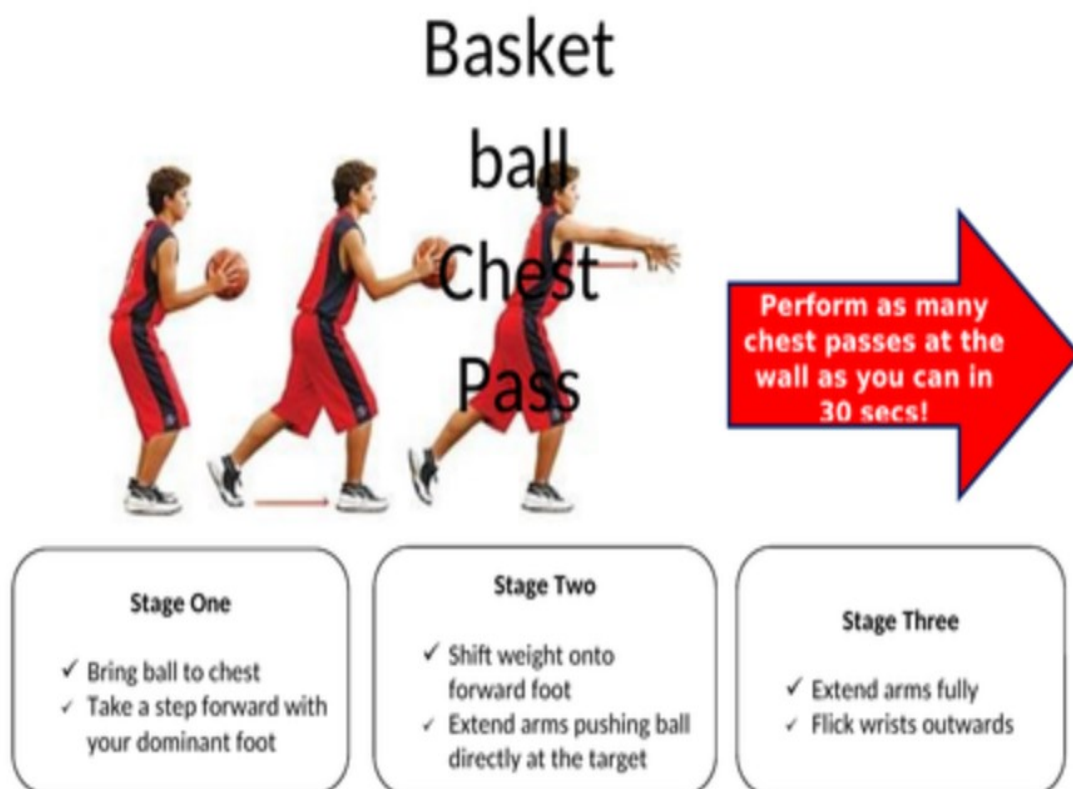 Basket
ball
Chest
Pass
Perform as many
chest passes at the
wall as you can in
30 secs!
Stage One
✓ Bring ball to chest
✓ Take a step forward with
your dominant foot
Stage Two
✓ Shift weight onto
forward foot
✓ Extend arms pushing ball
directly at the target
Stage Three
✓ Extend arms fully
✓ Flick wrists outwards